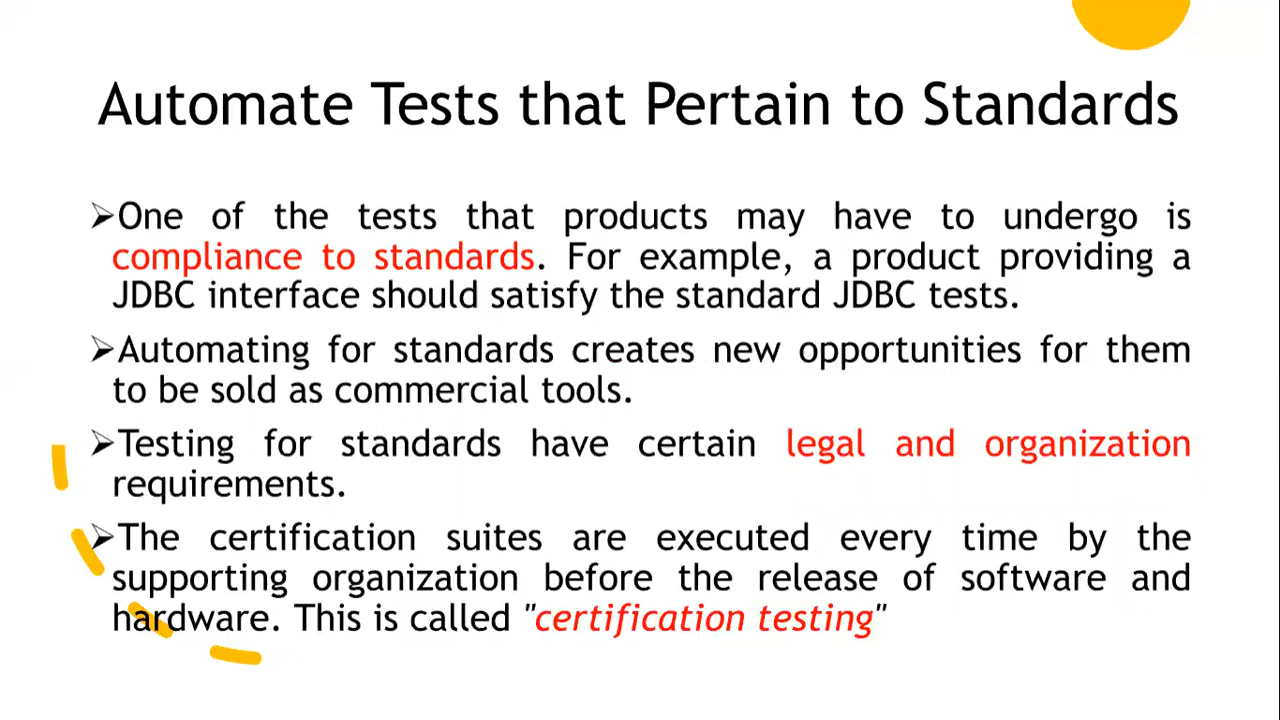 Automate Tests that Pertain to Standards
➢One of the tests that products may have to undergo is
compliance to standards. For example, a product providing a
JDBC interface should satisfy the standard JDBC tests.
➢Automating for standards creates new opportunities for them
to be sold as commercial tools.
➢Testing for standards have certain legal and organization
requirements.
➢The certification suites are executed every time by the
supporting organization before the release of software and
hardware. This is called "certification testing"